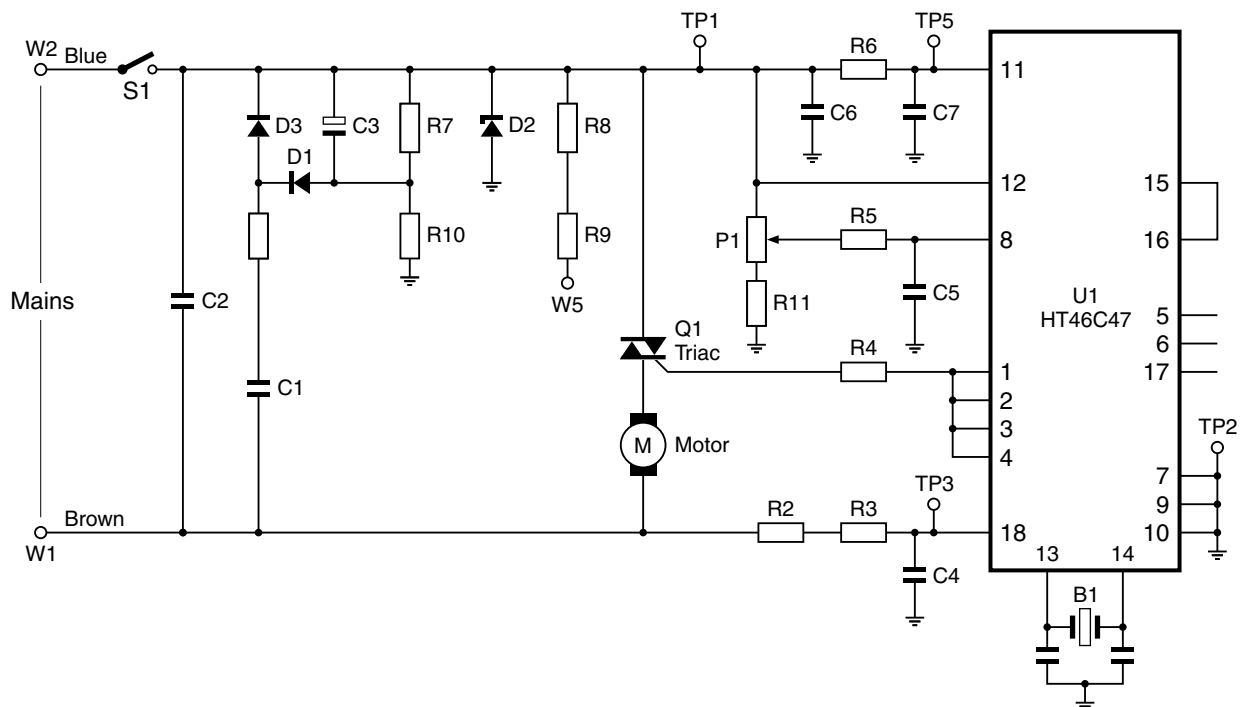 TP1
TP5
W2
Blue
S1
R6
11
D3
C3
R7
D2
R8
C6
C7
D1
12
15
R10
R9
P1
R5
8
16
W5
Mains
C2
R11
C5
U1
HT46C47
5
6
17
Q1
Triac
R4
1
2
3
4
C1
M
Motor
TP2
7
9
10
TP3
Brown
W1
R2
R3
18
C4
13
14
B1